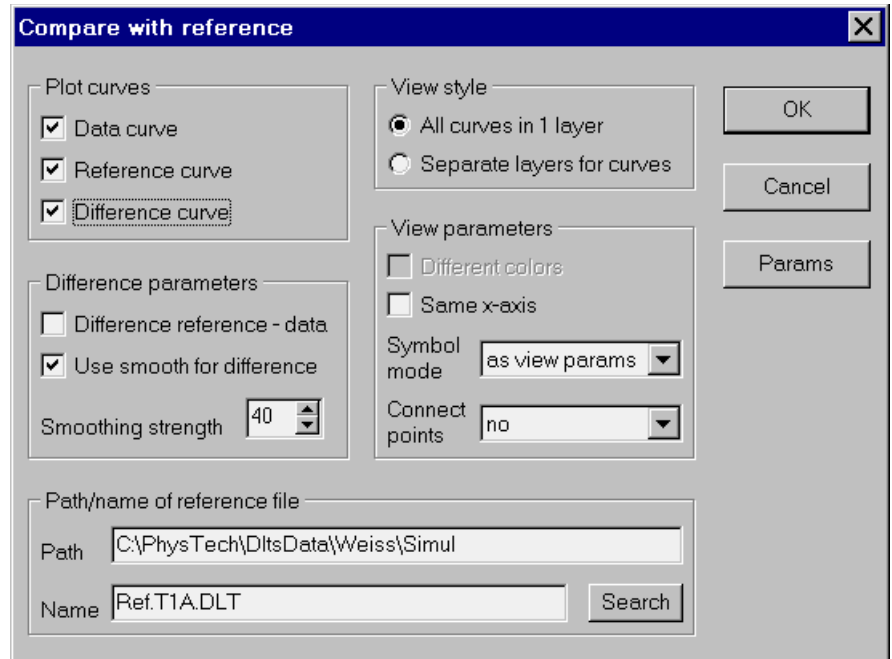 Compare with reference
Plot curves
Data curve
Reference curve
Difference curve
Difference parameters
Difference reference - data
Use smooth for difference
Smoothing strength 40
View style
All curves in 1 layer
Separate layers for curves
View parameters
Different colors
Same x-axis
Symbol
mode
as view params
Connect
points
no
OK
Cancel
Params
Path/name of reference file
Path C:\PhysTech\DltsData\Weiss\Simul
Name Ref.T1A.DLT Search